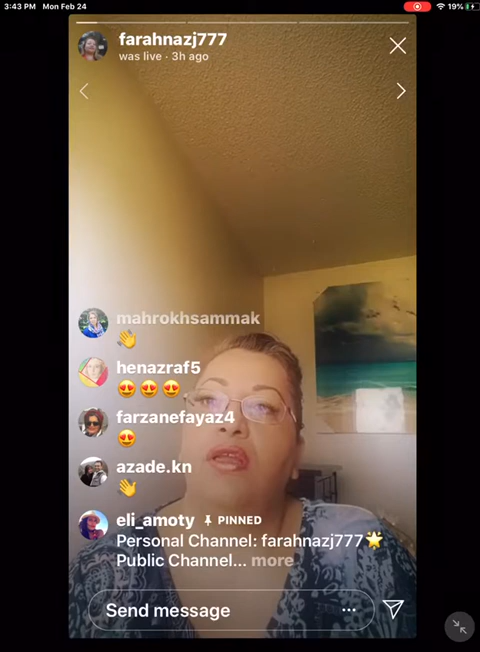 3:43 PM Mon Feb 24
19%
farahnazj777
was live · 3h ago
mahrokhsammak
👋
henazraf5
😍😍😍
farzanefayaz4
😍
azade.kn
👋
eli_amoty PINNED
Personal Channel: farahnazj777🌟
Public Channel... more
Send message